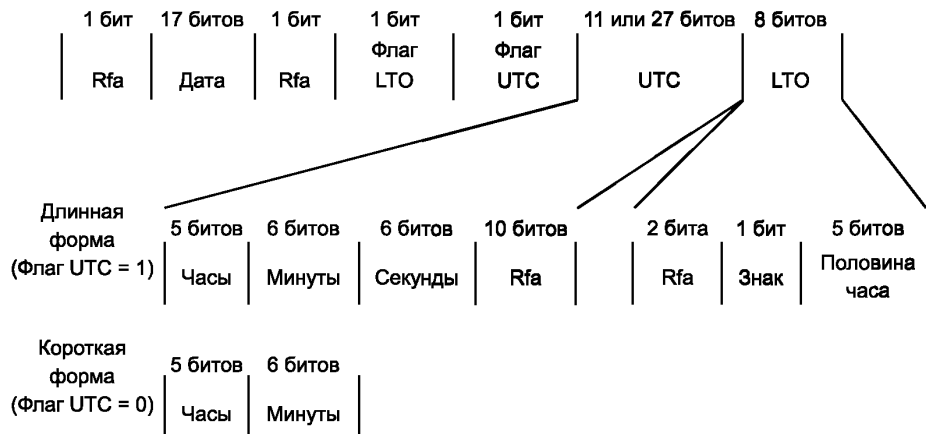 1 бит 17 битов 1 бит 1 бит 1 бит 11 или 27 битов 8 битов
Флаг Флаг
Rfa Дата Rfa LTO UTC UTC LTO
Длинная
форма
(Флаг UTC = 1)
5 битов 6 битов 6 битов 10 битов 2 бита 1 бит 5 битов
Часы Минуты Секунды Rfa Rfa Знак Половина
часа
Короткая
форма
(Флаг UTC = 0)
5 битов 6 битов
Часы Минуты